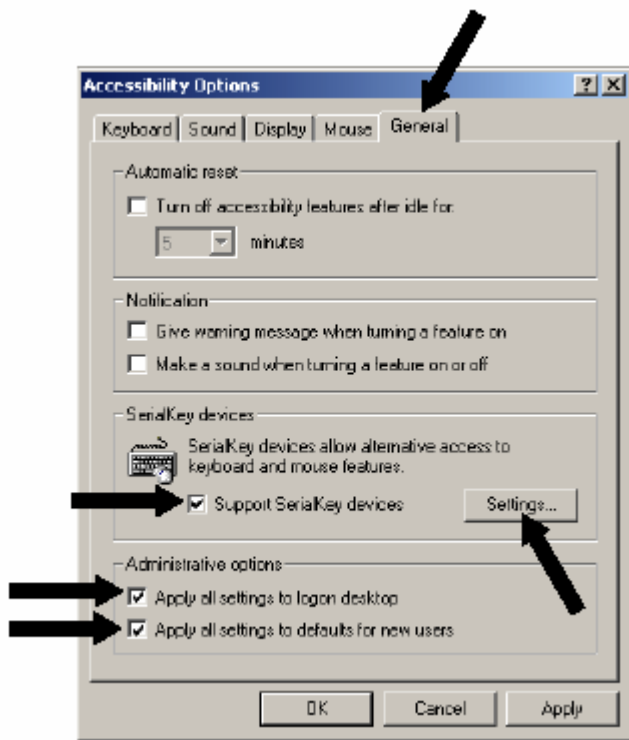 Accessibility Options
Keyboard Sound Display Mouse General
Automatic reset
Turn off accessibility features after idle for:
5 minutes
Notification
Give warning message when turning a feature on
Make a sound when turning a feature on or off
SerialKey devices
SerialKey devices allow alternative access to
keyboard and mouse features.
Support SerialKey devices Settings...
Administrative options
Apply all settings to logon desktop
Apply all settings to defaults for new users
OK Cancel Apply